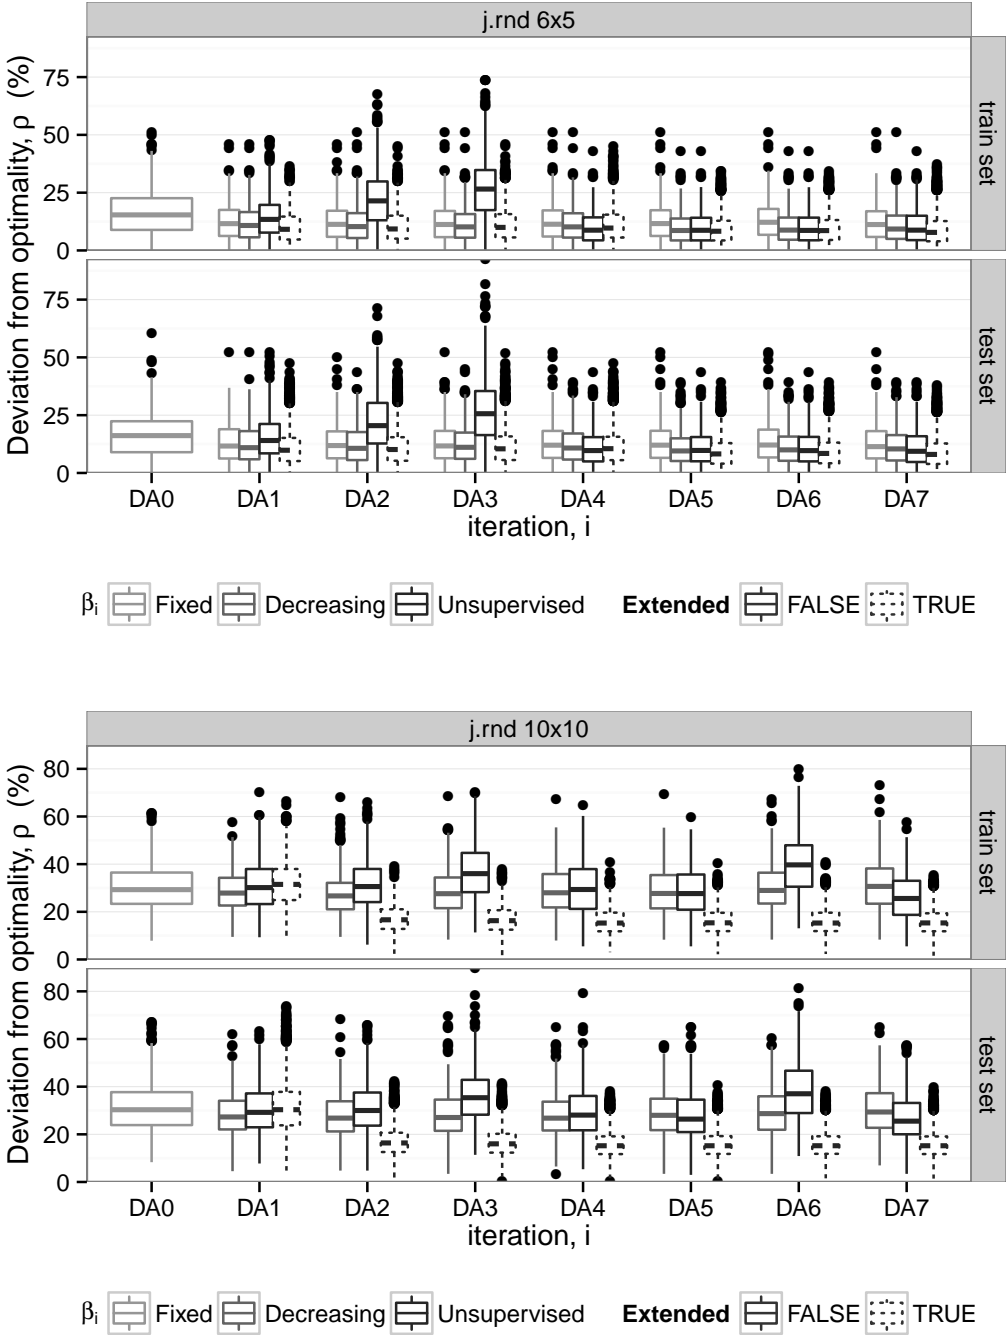 j.rnd 6x5
Deviation from optimality, ρ (%)
75
50
25
0
train set
75
50
25
0
test set
DA0 DA1 DA2 DA3 DA4 DA5 DA6 DA7
iteration, i
βi Fixed Decreasing Unsupervised Extended FALSE TRUE
j.rnd 10x10
Deviation from optimality, ρ (%)
80
60
40
20
0
train set
80
60
40
20
0
test set
DA0 DA1 DA2 DA3 DA4 DA5 DA6 DA7
iteration, i
βi Fixed Decreasing Unsupervised Extended FALSE TRUE